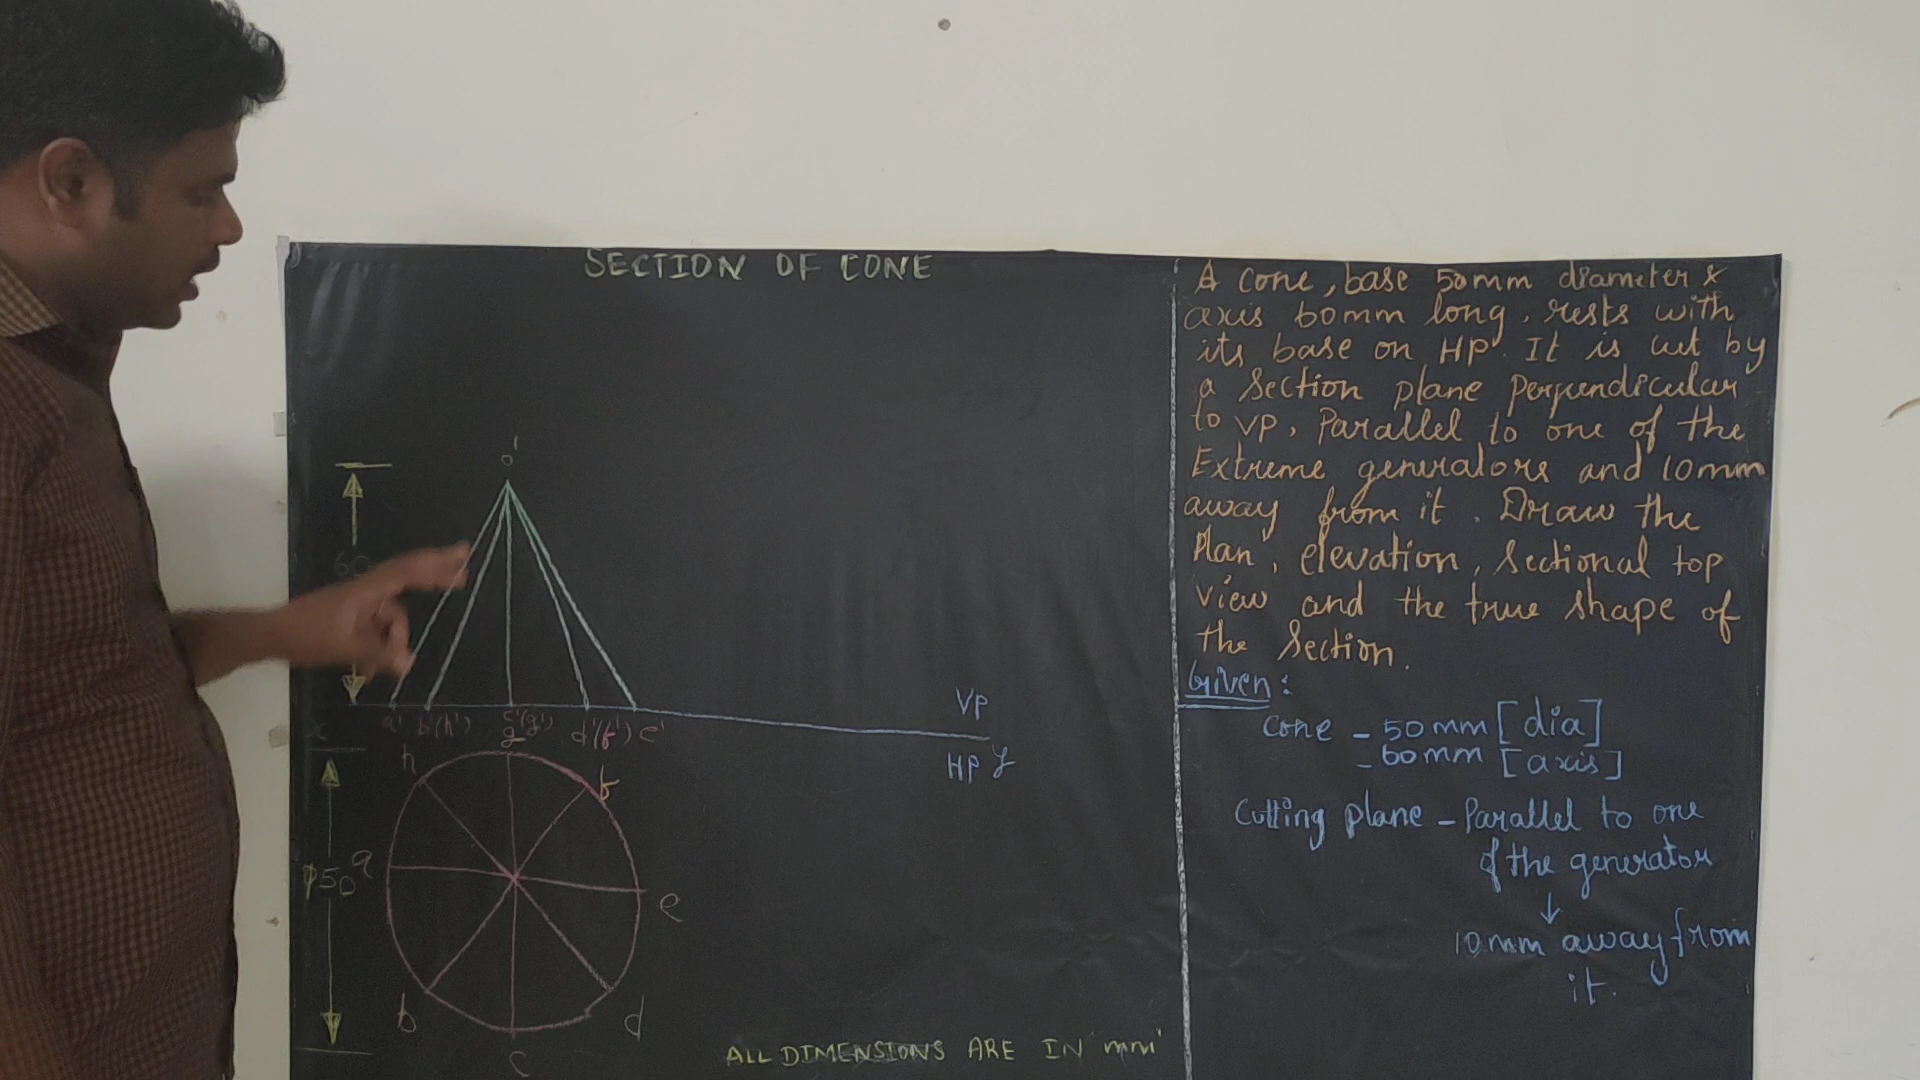 SECTION OF CONE
o'
60
VP
x a' b'(h') c'(g') d'(f') e'
HP y
h g f
φ50 a
e
b d
c
ALL DIMENSIONS ARE IN 'mm'
A cone, base 50mm diameter &
axis 60mm long, rests with
its base on HP. It is cut by
a section plane perpendicular
to VP, Parallel to one of the
Extreme generators and 10mm
away from it. Draw the
Plan, elevation, Sectional top
view and the true shape of
the Section.
Given:
Cone - 50mm [dia]
- 60mm [axis]
Cutting plane - Parallel to one
of the generator
↓
10mm away from
it.